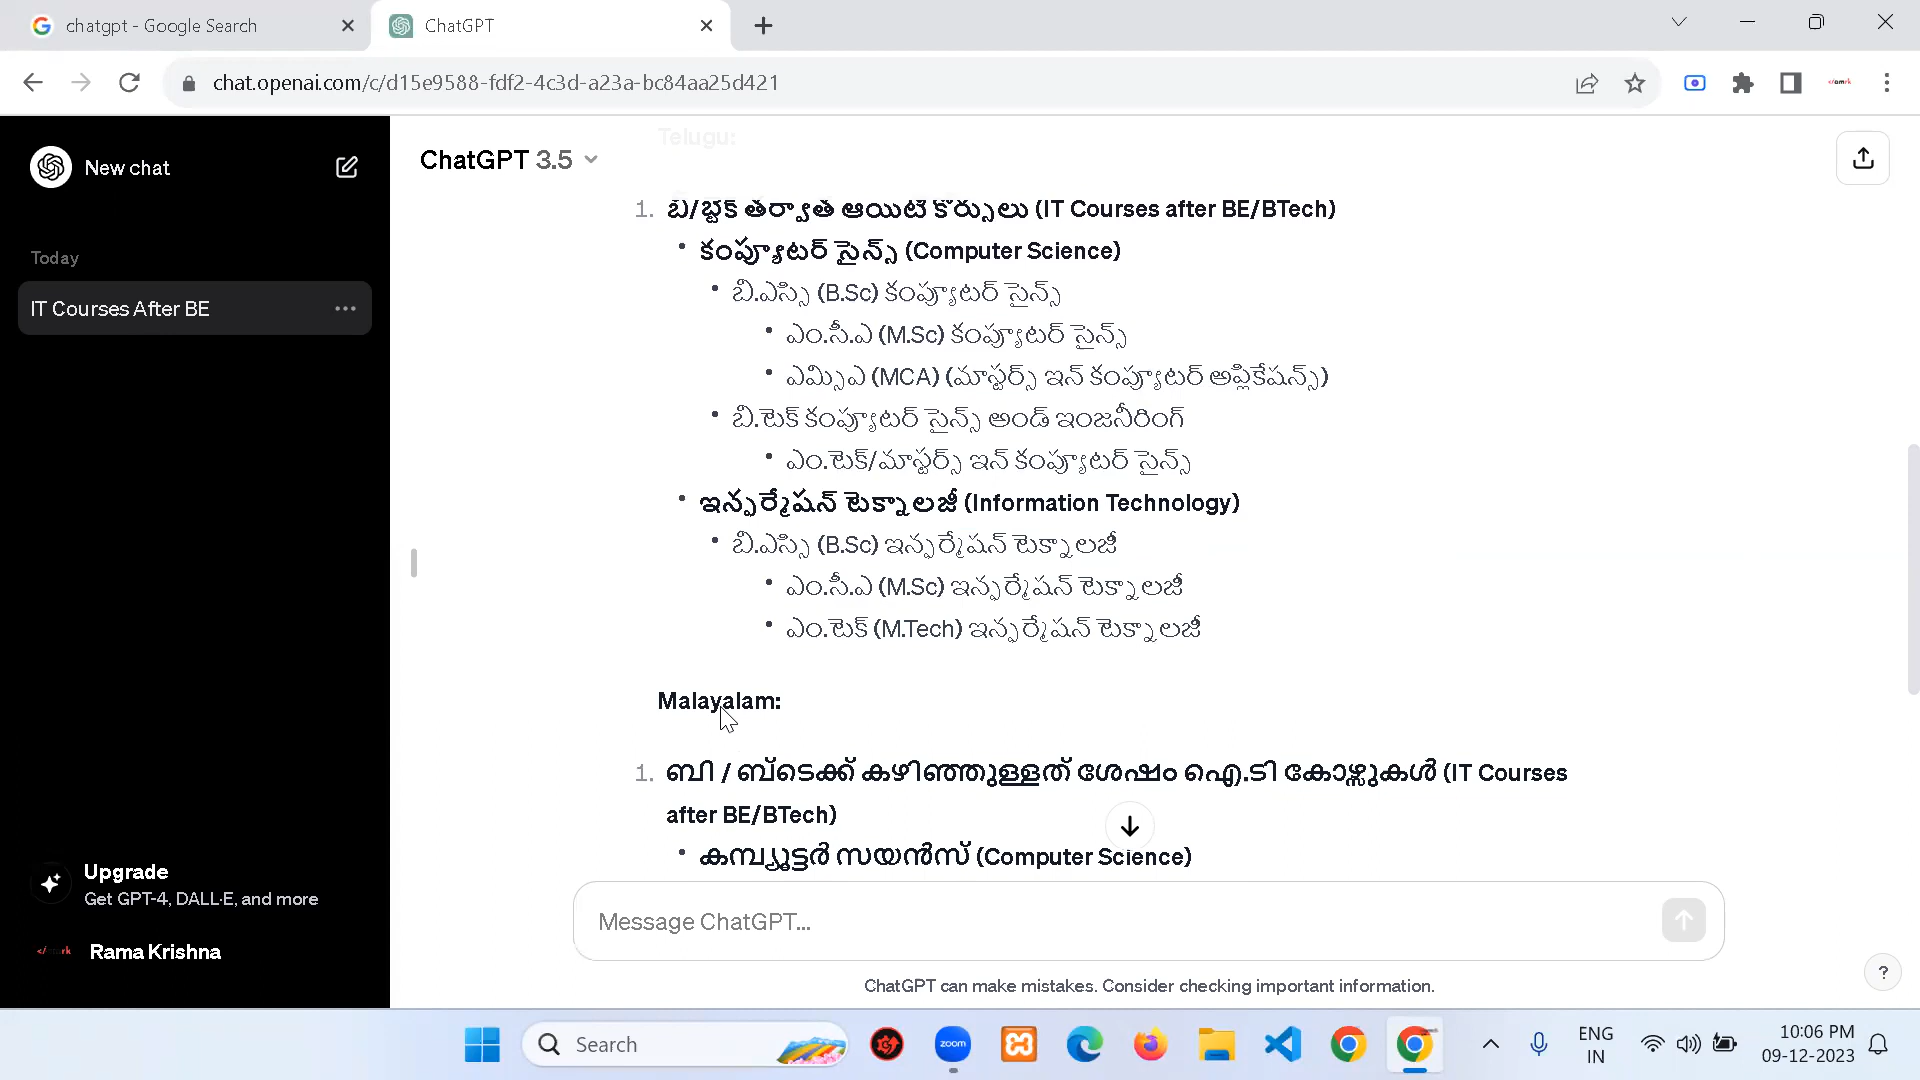 chatgpt - Google Search
ChatGPT
chat.openai.com/c/d15e9588-fdf2-4c3d-a23a-bc84aa25d421
New chat
Today
IT Courses After BE
Upgrade
Get GPT-4, DALL·E, and more
Rama Krishna
ChatGPT 3.5
Telugu:
1. బి/బ్టెక్ తర్వాత ఆయిటి కోర్సులు (IT Courses after BE/BTech)
• కంప్యూటర్ సైన్స్ (Computer Science)
• బి.ఎస్సి (B.Sc) కంప్యూటర్ సైన్స్
• ఎం.సీ.ఎ (M.Sc) కంప్యూటర్ సైన్స్
• ఎమ్సిఎ (MCA) (మాస్టర్స్ ఇన్ కంప్యూటర్ అప్లికేషన్స్)
• బి.టెక్ కంప్యూటర్ సైన్స్ అండ్ ఇంజనీరింగ్
• ఎం.టెక్/మాస్టర్స్ ఇన్ కంప్యూటర్ సైన్స్
• ఇన్ఫర్మేషన్ టెక్నాలజీ (Information Technology)
• బి.ఎస్సి (B.Sc) ఇన్ఫర్మేషన్ టెక్నాలజీ
• ఎం.సీ.ఎ (M.Sc) ఇన్ఫర్మేషన్ టెక్నాలజీ
• ఎం.టెక్ (M.Tech) ఇన్ఫర్మేషన్ టెక్నాలజీ
Malayalam:
1. ബി / ബ്ടെക്ക് കഴിഞ്ഞുള്ളത് ശേഷം ഐ.ടി കോഴ്സുകൾ (IT Courses
after BE/BTech)
• കമ്പ്യൂട്ടർ സയൻസ് (Computer Science)
Message ChatGPT...
ChatGPT can make mistakes. Consider checking important information.
?
Search
zoom
ENG
IN
10:06 PM
09-12-2023